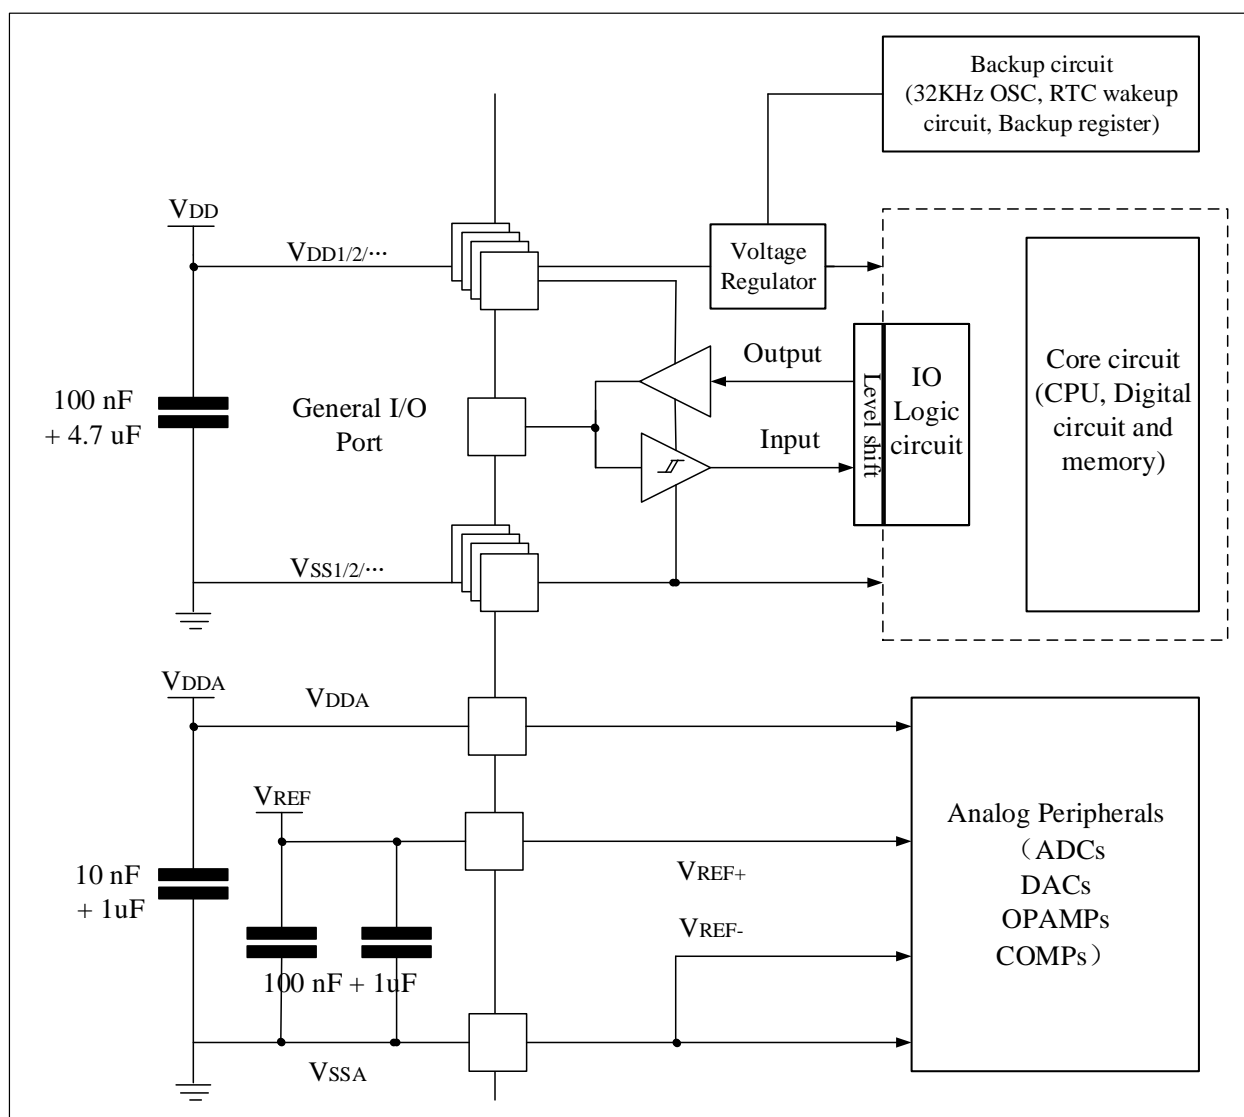 Backup circuit
(32KHz OSC, RTC wakeup
circuit, Backup register)
VDD
VDD1/2/···
Voltage
Regulator
100 nF
+ 4.7 uF
General I/O
Port
Output
Input
Level shift
IO
Logic
circuit
Core circuit
(CPU, Digital
circuit and
memory)
VSS1/2/···
VDDA
VDDA
VREF
VREF+
VREF-
10 nF
+ 1uF
100 nF + 1uF
VSSA
Analog Peripherals
（ADCs
DACs
OPAMPs
COMPs）